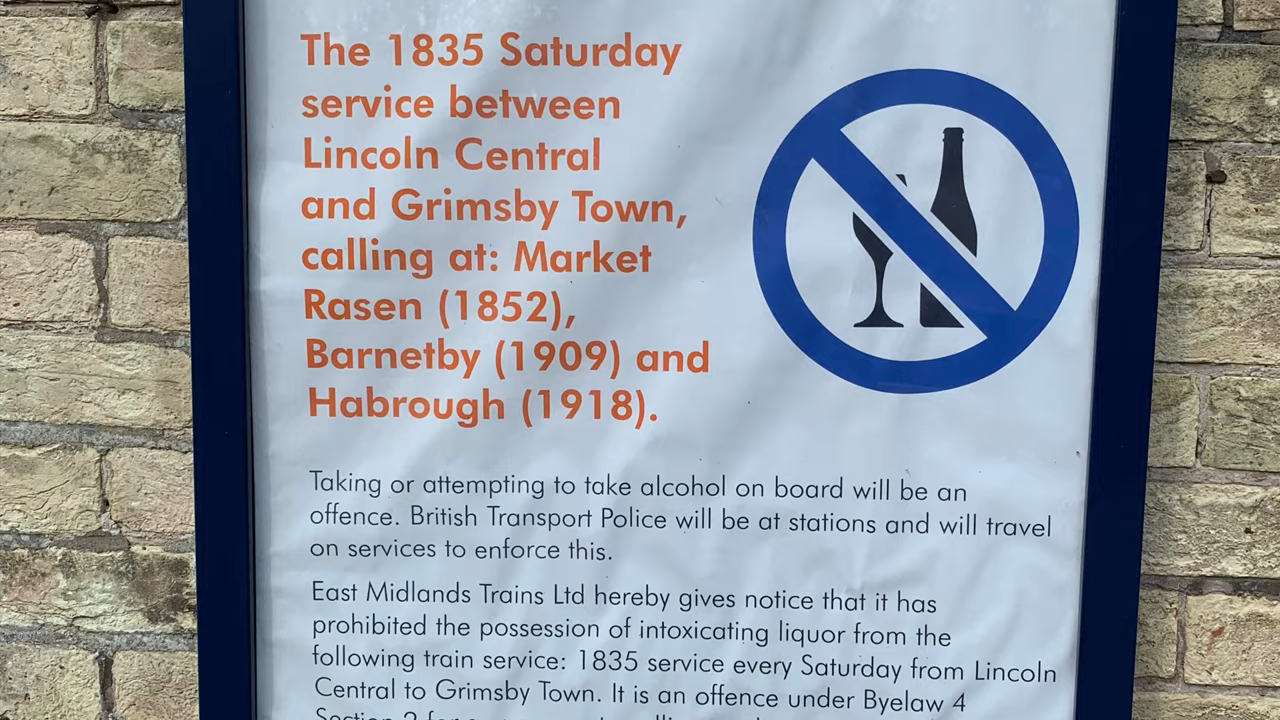 The 1835 Saturday
service between
Lincoln Central
and Grimsby Town,
calling at: Market
Rasen (1852),
Barnetby (1909) and
Habrough (1918).
Taking or attempting to take alcohol on board will be an
offence. British Transport Police will be at stations and will travel
on services to enforce this.
East Midlands Trains Ltd hereby gives notice that it has
prohibited the possession of intoxicating liquor from the
following train service: 1835 service every Saturday from Lincoln
Central to Grimsby Town. It is an offence under Byelaw 4
Section 2 for